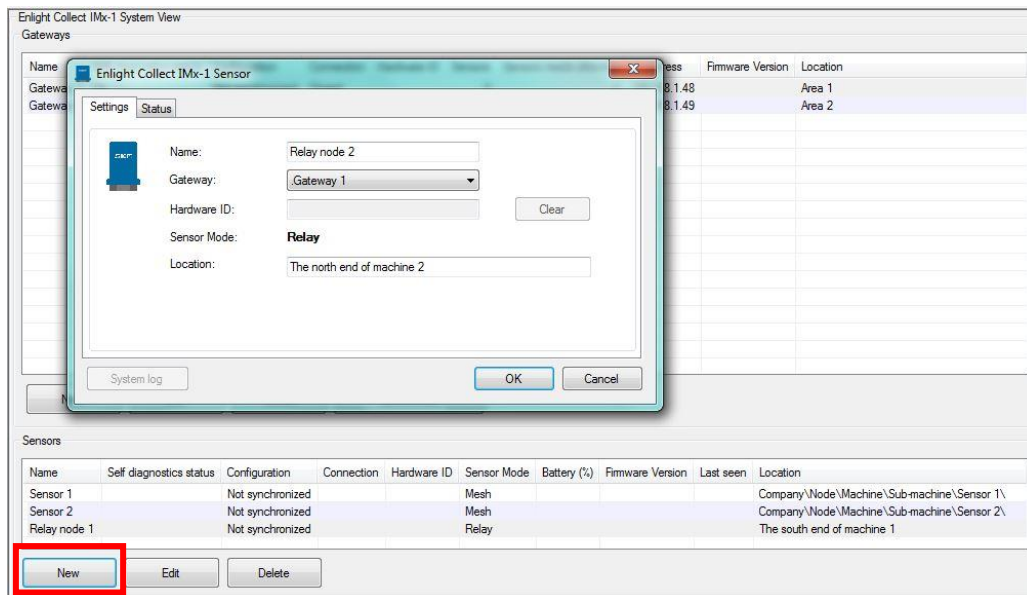 Enlight Collect IMx-1 System View
Gateways
Name ess Firmware Version Location
Gatewa 8.1.48 Area 1
Gatewa 8.1.49 Area 2
Enlight Collect IMx-1 Sensor
Settings Status
SKF
Name: Relay node 2
Gateway: .Gateway 1
Hardware ID: Clear
Sensor Mode: Relay
Location: The north end of machine 2
System log OK Cancel
N
Sensors
Name Self diagnostics status Configuration Connection Hardware ID Sensor Mode Battery (%) Firmware Version Last seen Location
Sensor 1 Not synchronized Mesh Company\Node\Machine\Sub-machine\Sensor 1\
Sensor 2 Not synchronized Mesh Company\Node\Machine\Sub-machine\Sensor 2\
Relay node 1 Not synchronized Relay The south end of machine 1
New Edit Delete